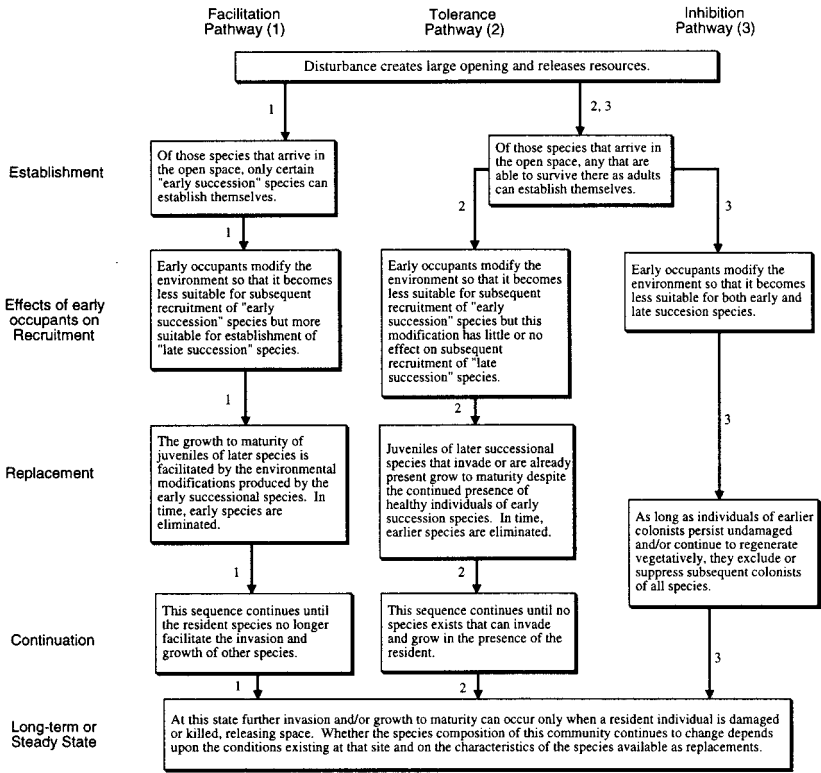 Facilitation
Pathway (1)
Tolerance
Pathway (2)
Inhibition
Pathway (3)
Disturbance creates large opening and releases resources.
1
2, 3
Establishment
Of those species that arrive in
the open space, only certain
"early succession" species can
establish themselves.
Of those species that arrive in
the open space, any that are
able to survive there as adults
can establish themselves.
1
2
3
Effects of early
occupants on
Recruitment
Early occupants modify the
environment so that it becomes
less suitable for subsequent
recruitment of "early
succession" species but more
suitable for establishment of
"late succession" species.
Early occupants modify the
environment so that it becomes
less suitable for subsequent
recruitment of "early
succession" species but this
modification has little or no
effect on subsequent
recruitment of "late
succession" species.
Early occupants modify the
environment so that it becomes
less suitable for both early and
late succesion species.
1
2
3
Replacement
The growth to maturity of
juveniles of later species is
facilitated by the environmental
modifications produced by the
early successional species. In
time, early species are
eliminated.
Juveniles of later successional
species that invade or are already
present grow to maturity despite
the continued presence of
healthy individuals of early
succession species. In time,
earlier species are eliminated.
As long as individuals of earlier
colonists persist undamaged
and/or continue to regenerate
vegetatively, they exclude or
suppress subsequent colonists
of all species.
1
2
Continuation
This sequence continues until
the resident species no longer
facilitate the invasion and
growth of other species.
This sequence continues until no
species exists that can invade
and grow in the presence of the
resident.
1
2
3
Long-term or
Steady State
At this state further invasion and/or growth to maturity can occur only when a resident individual is damaged
or killed, releasing space. Whether the species composition of this community continues to change depends
upon the conditions existing at that site and on the characteristics of the species available as replacements.